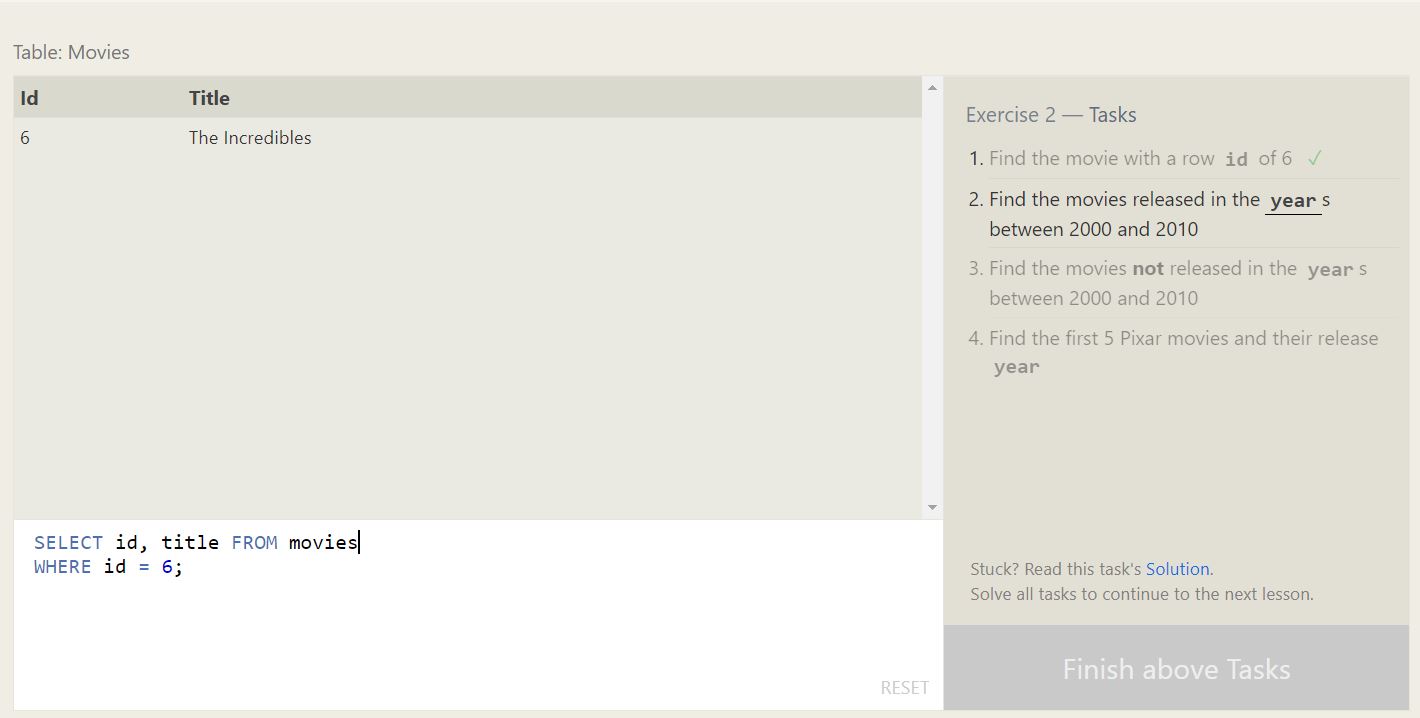 Table: Movies
Id Title
6 The Incredibles
SELECT id, title FROM movies
WHERE id = 6;
RESET
Exercise 2 — Tasks
1. Find the movie with a row id of 6 ✓
2. Find the movies released in the year s
between 2000 and 2010
3. Find the movies not released in the year s
between 2000 and 2010
4. Find the first 5 Pixar movies and their release
year
Stuck? Read this task's Solution.
Solve all tasks to continue to the next lesson.
Finish above Tasks